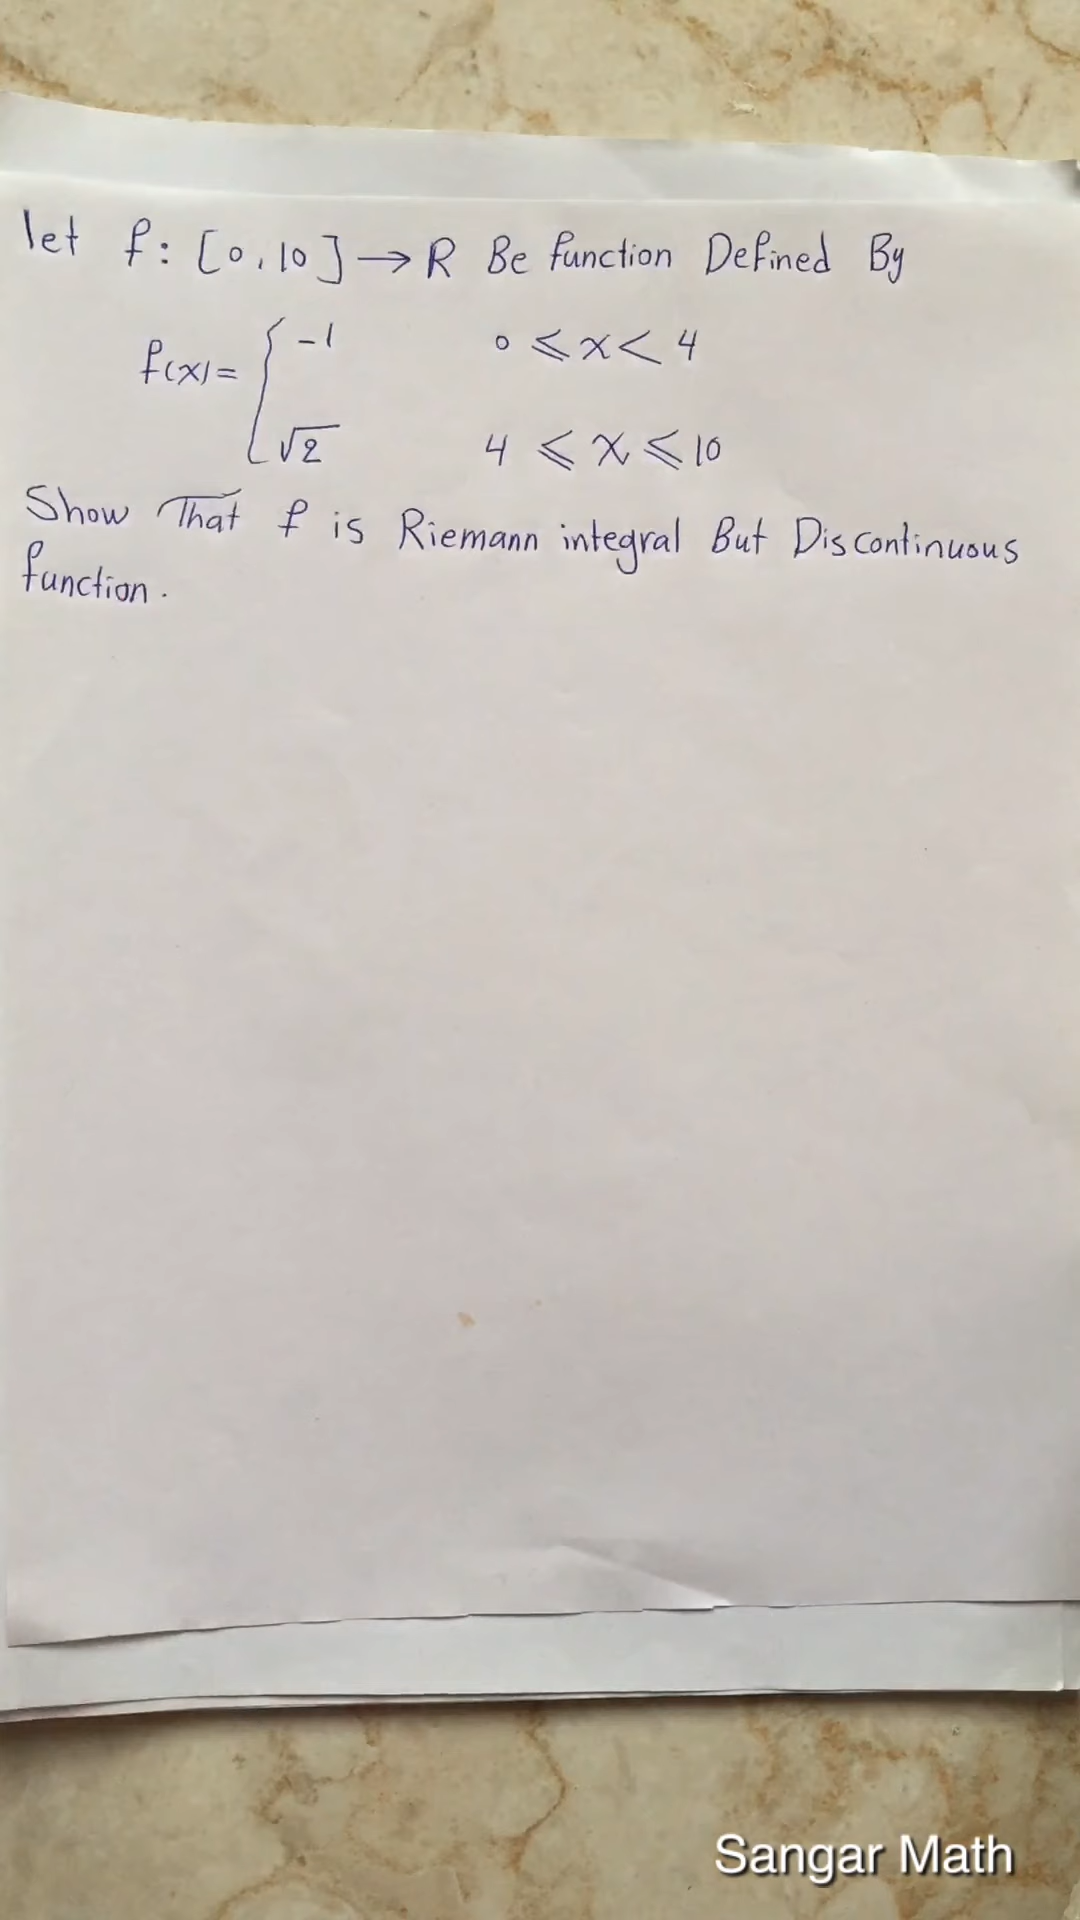 let f: [0,10] → R Be function Defined By
f(x) = { -1    0 ⩽ x < 4
√2    4 ⩽ x ⩽ 10
Show That f is Riemann integral But Discontinuous
function.
Sangar Math